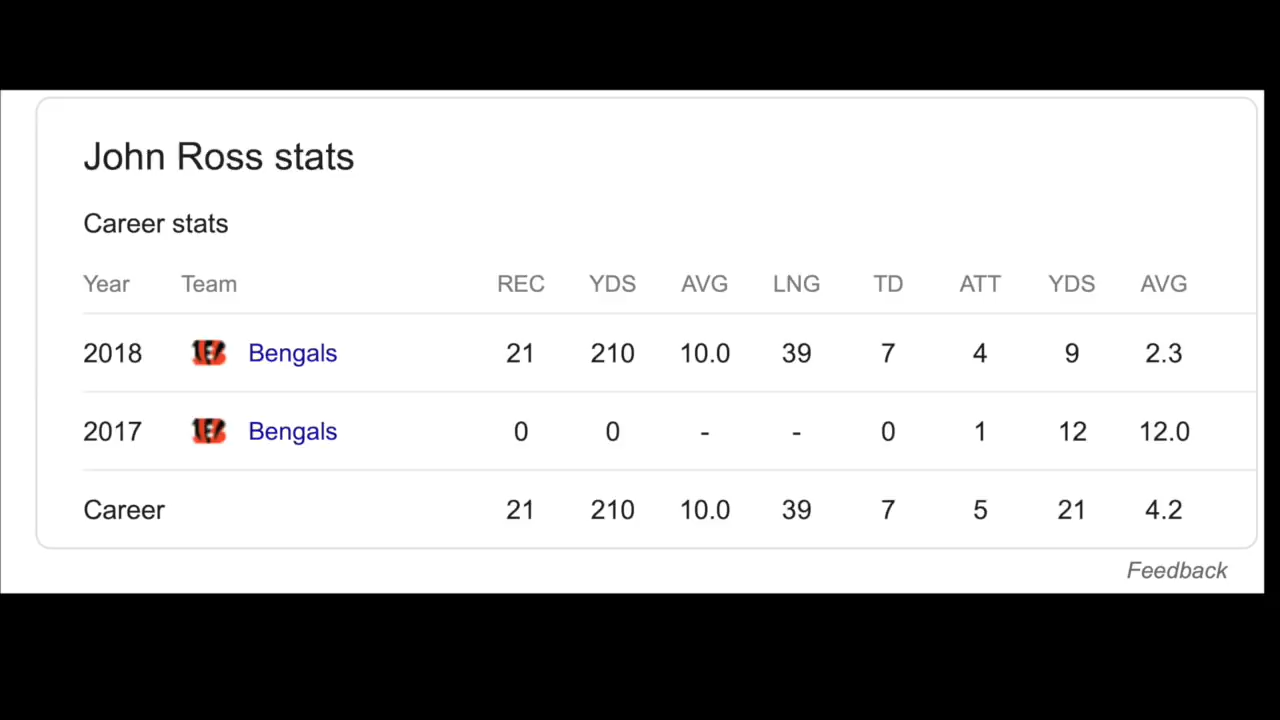 John Ross stats
Career stats
Year Team REC YDS AVG LNG TD ATT YDS AVG
2018 Bengals 21 210 10.0 39 7 4 9 2.3
2017 Bengals 0 0 - - 0 1 12 12.0
Career 21 210 10.0 39 7 5 21 4.2
Feedback